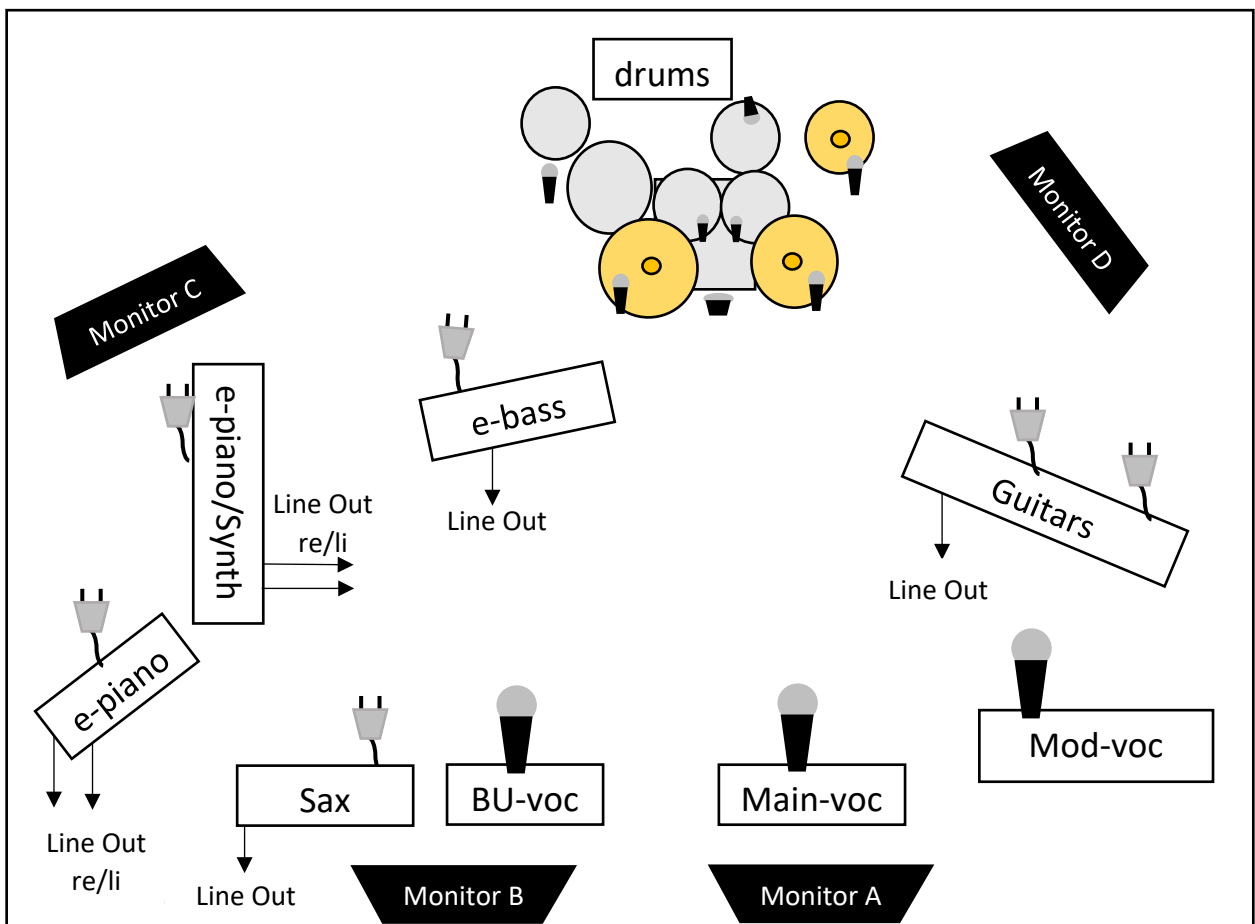 drums
Monitor D
Monitor C
e-piano/Synth
Line Out
re/li
e-bass
Line Out
Guitars
Line Out
e-piano
Line Out
re/li
Sax
Line Out
BU-voc
Main-voc
Mod-voc
Monitor B
Monitor A